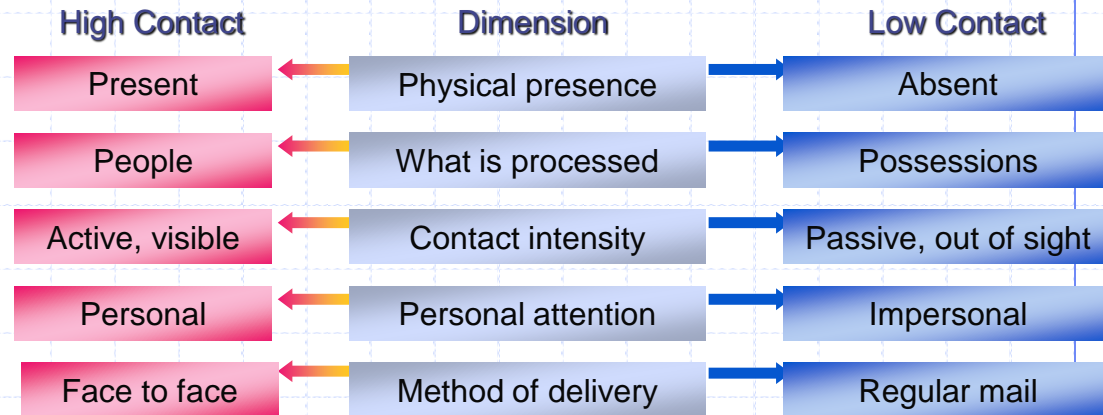 High Contact Dimension Low Contact
Present Physical presence Absent
People What is processed Possessions
Active, visible Contact intensity Passive, out of sight
Personal Personal attention Impersonal
Face to face Method of delivery Regular mail